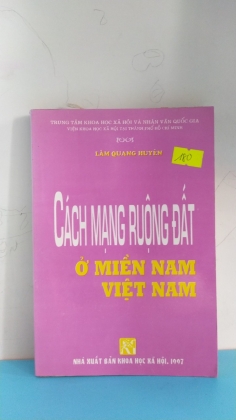 TRUNG TÂM KHOA HỌC XÃ HỘI VÀ NHÂN VĂN QUỐC GIA
VIỆN KHOA HỌC XÃ HỘI TẠI THÀNH PHỐ HỒ CHÍ MINH
LÂM QUANG HUYÊN
180
CÁCH MẠNG RUỘNG ĐẤT
Ở MIỀN NAM
VIỆT NAM
NHÀ XUẤT BẢN KHOA HỌC XÃ HỘI, 1997